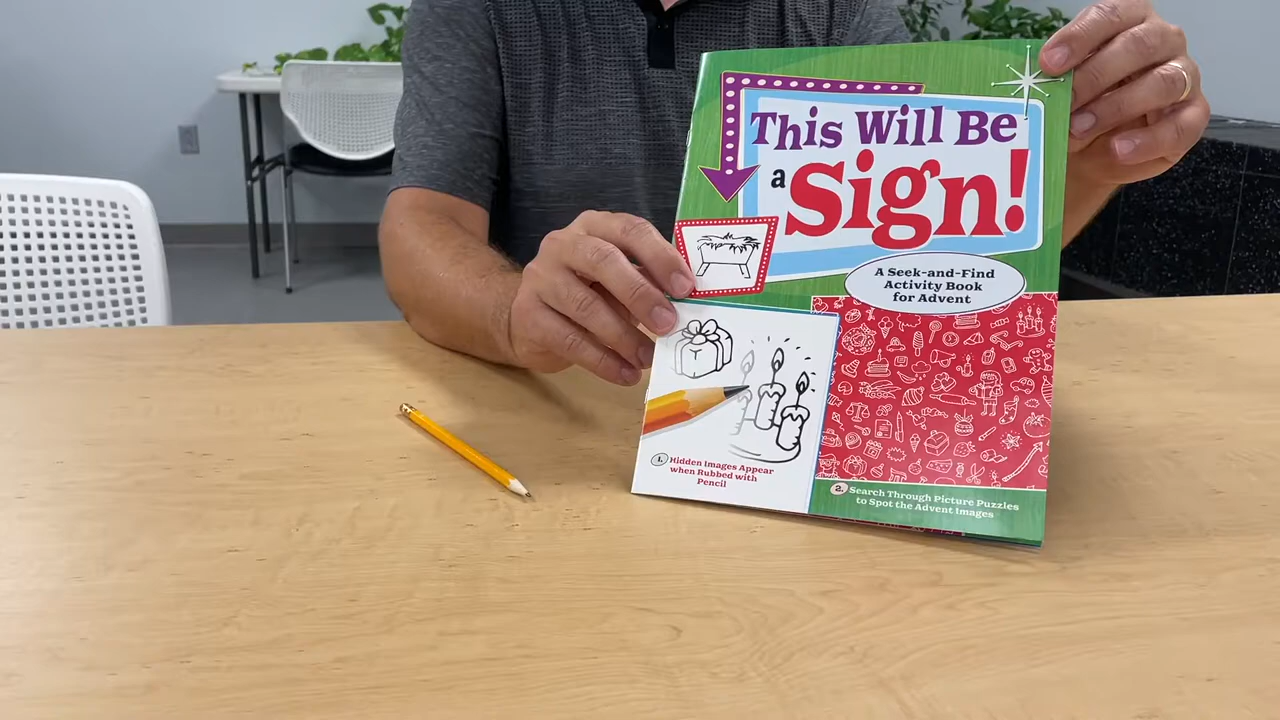 This Will Be
a Sign!
A Seek-and-Find
Activity Book
for Advent
1. Hidden Images Appear
when Rubbed with
Pencil
2. Search Through Picture Puzzles
to Spot the Advent Images